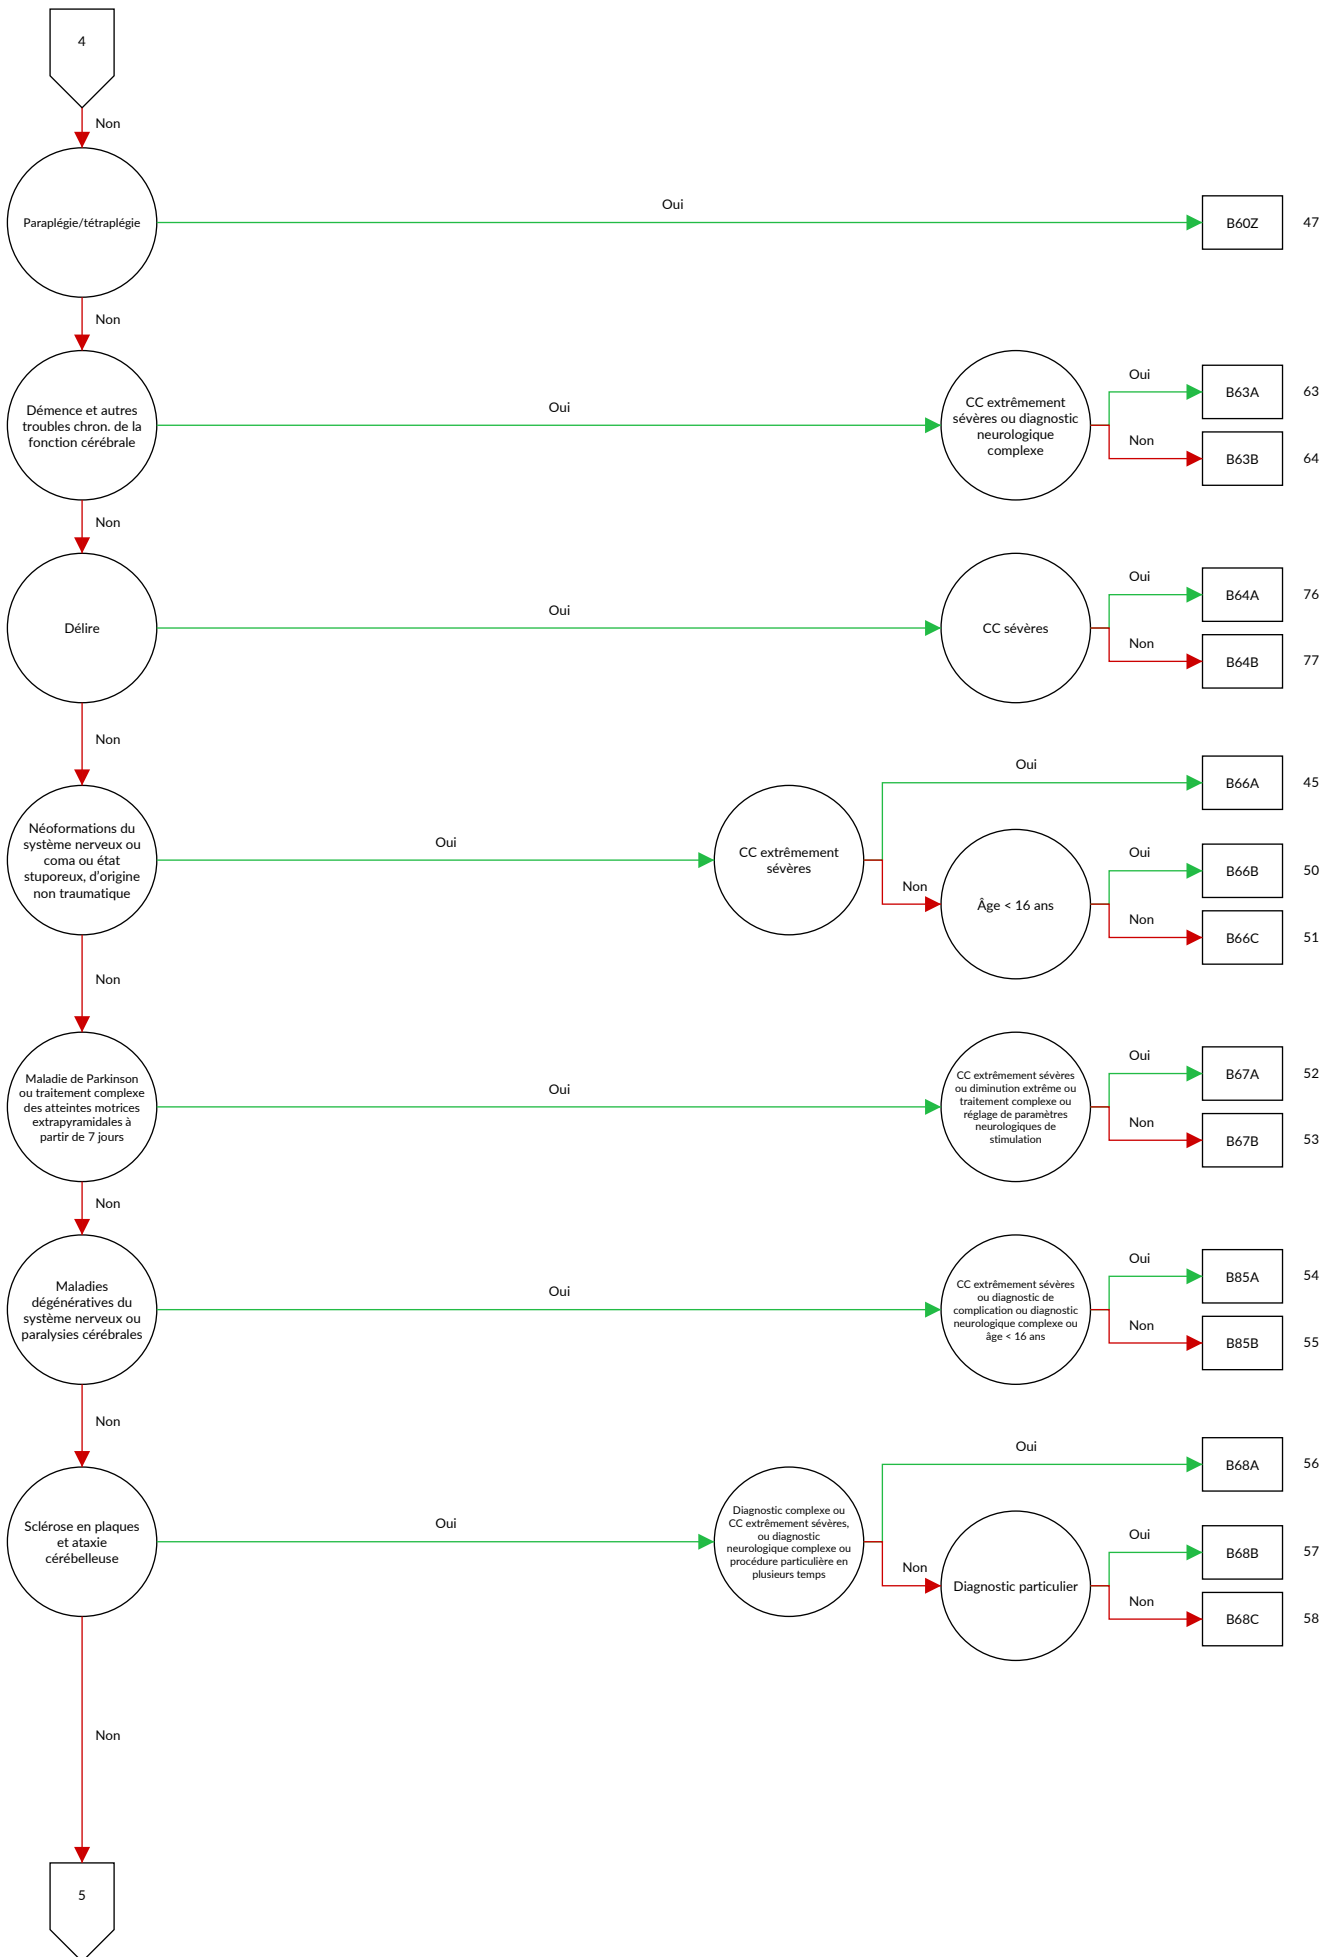 4
Non
Paraplégie/tétraplégie
Oui
B60Z
47
Non
Démence et autres
troubles chron. de la
fonction cérébrale
Oui
CC extrêmement
sévères ou diagnostic
neurologique
complexe
Oui
B63A
63
Non
B63B
64
Non
Délire
Oui
CC sévères
Oui
B64A
76
Non
B64B
77
Non
Néoformations du
système nerveux ou
coma ou état
stuporeux, d'origine
non traumatique
Oui
CC extrêmement
sévères
Oui
B66A
45
Non
Âge < 16 ans
Oui
B66B
50
Non
B66C
51
Non
Maladie de Parkinson
ou traitement complexe
des atteintes motrices
extrapyramidales à
partir de 7 jours
Oui
CC extrêmement sévères
ou diminution extrême ou
traitement complexe ou
réglage de paramètres
neurologiques de
stimulation
Oui
B67A
52
Non
B67B
53
Non
Maladies
dégénératives du
système nerveux ou
paralysies cérébrales
Oui
CC extrêmement sévères
ou diagnostic de
complication ou diagnostic
neurologique complexe ou
âge < 16 ans
Oui
B85A
54
Non
B85B
55
Non
Sclérose en plaques
et ataxie
cérébelleuse
Oui
Diagnostic complexe ou
CC extrêmement sévères,
ou diagnostic
neurologique complexe ou
procédure particulière en
plusieurs temps
Oui
B68A
56
Non
Diagnostic particulier
Oui
B68B
57
Non
B68C
58
Non
5